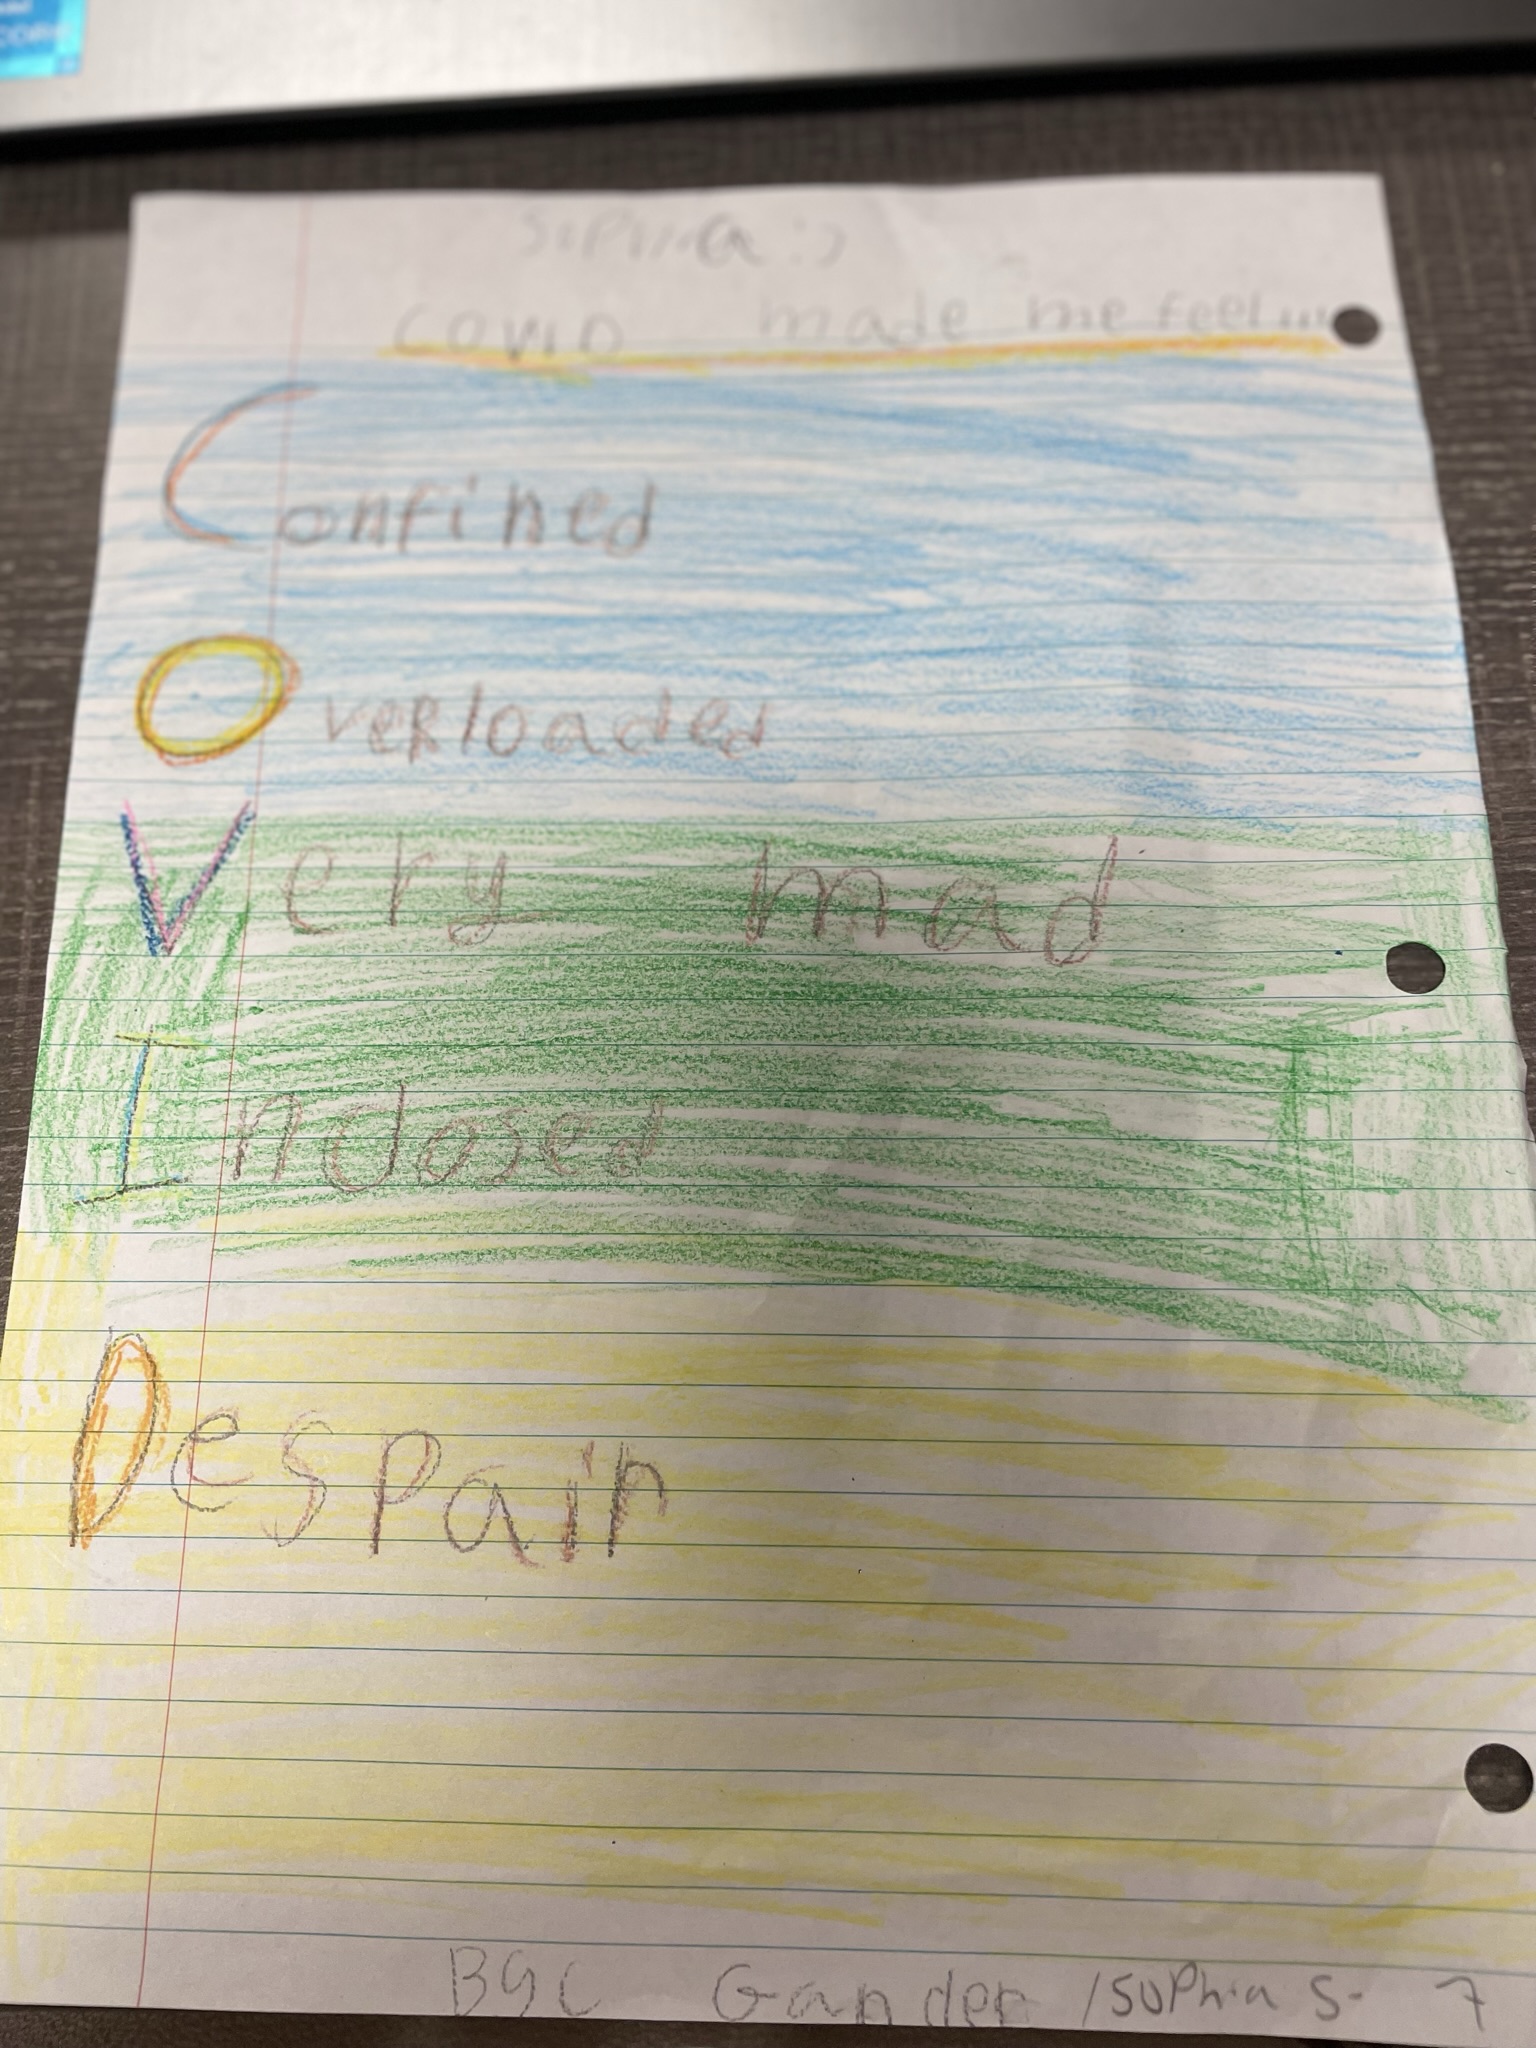 Sophia :)
COVID made me feel...
Confined
Overloaded
Very mad
Inclosed
Despair
BGC Gander /Sophia S. 7